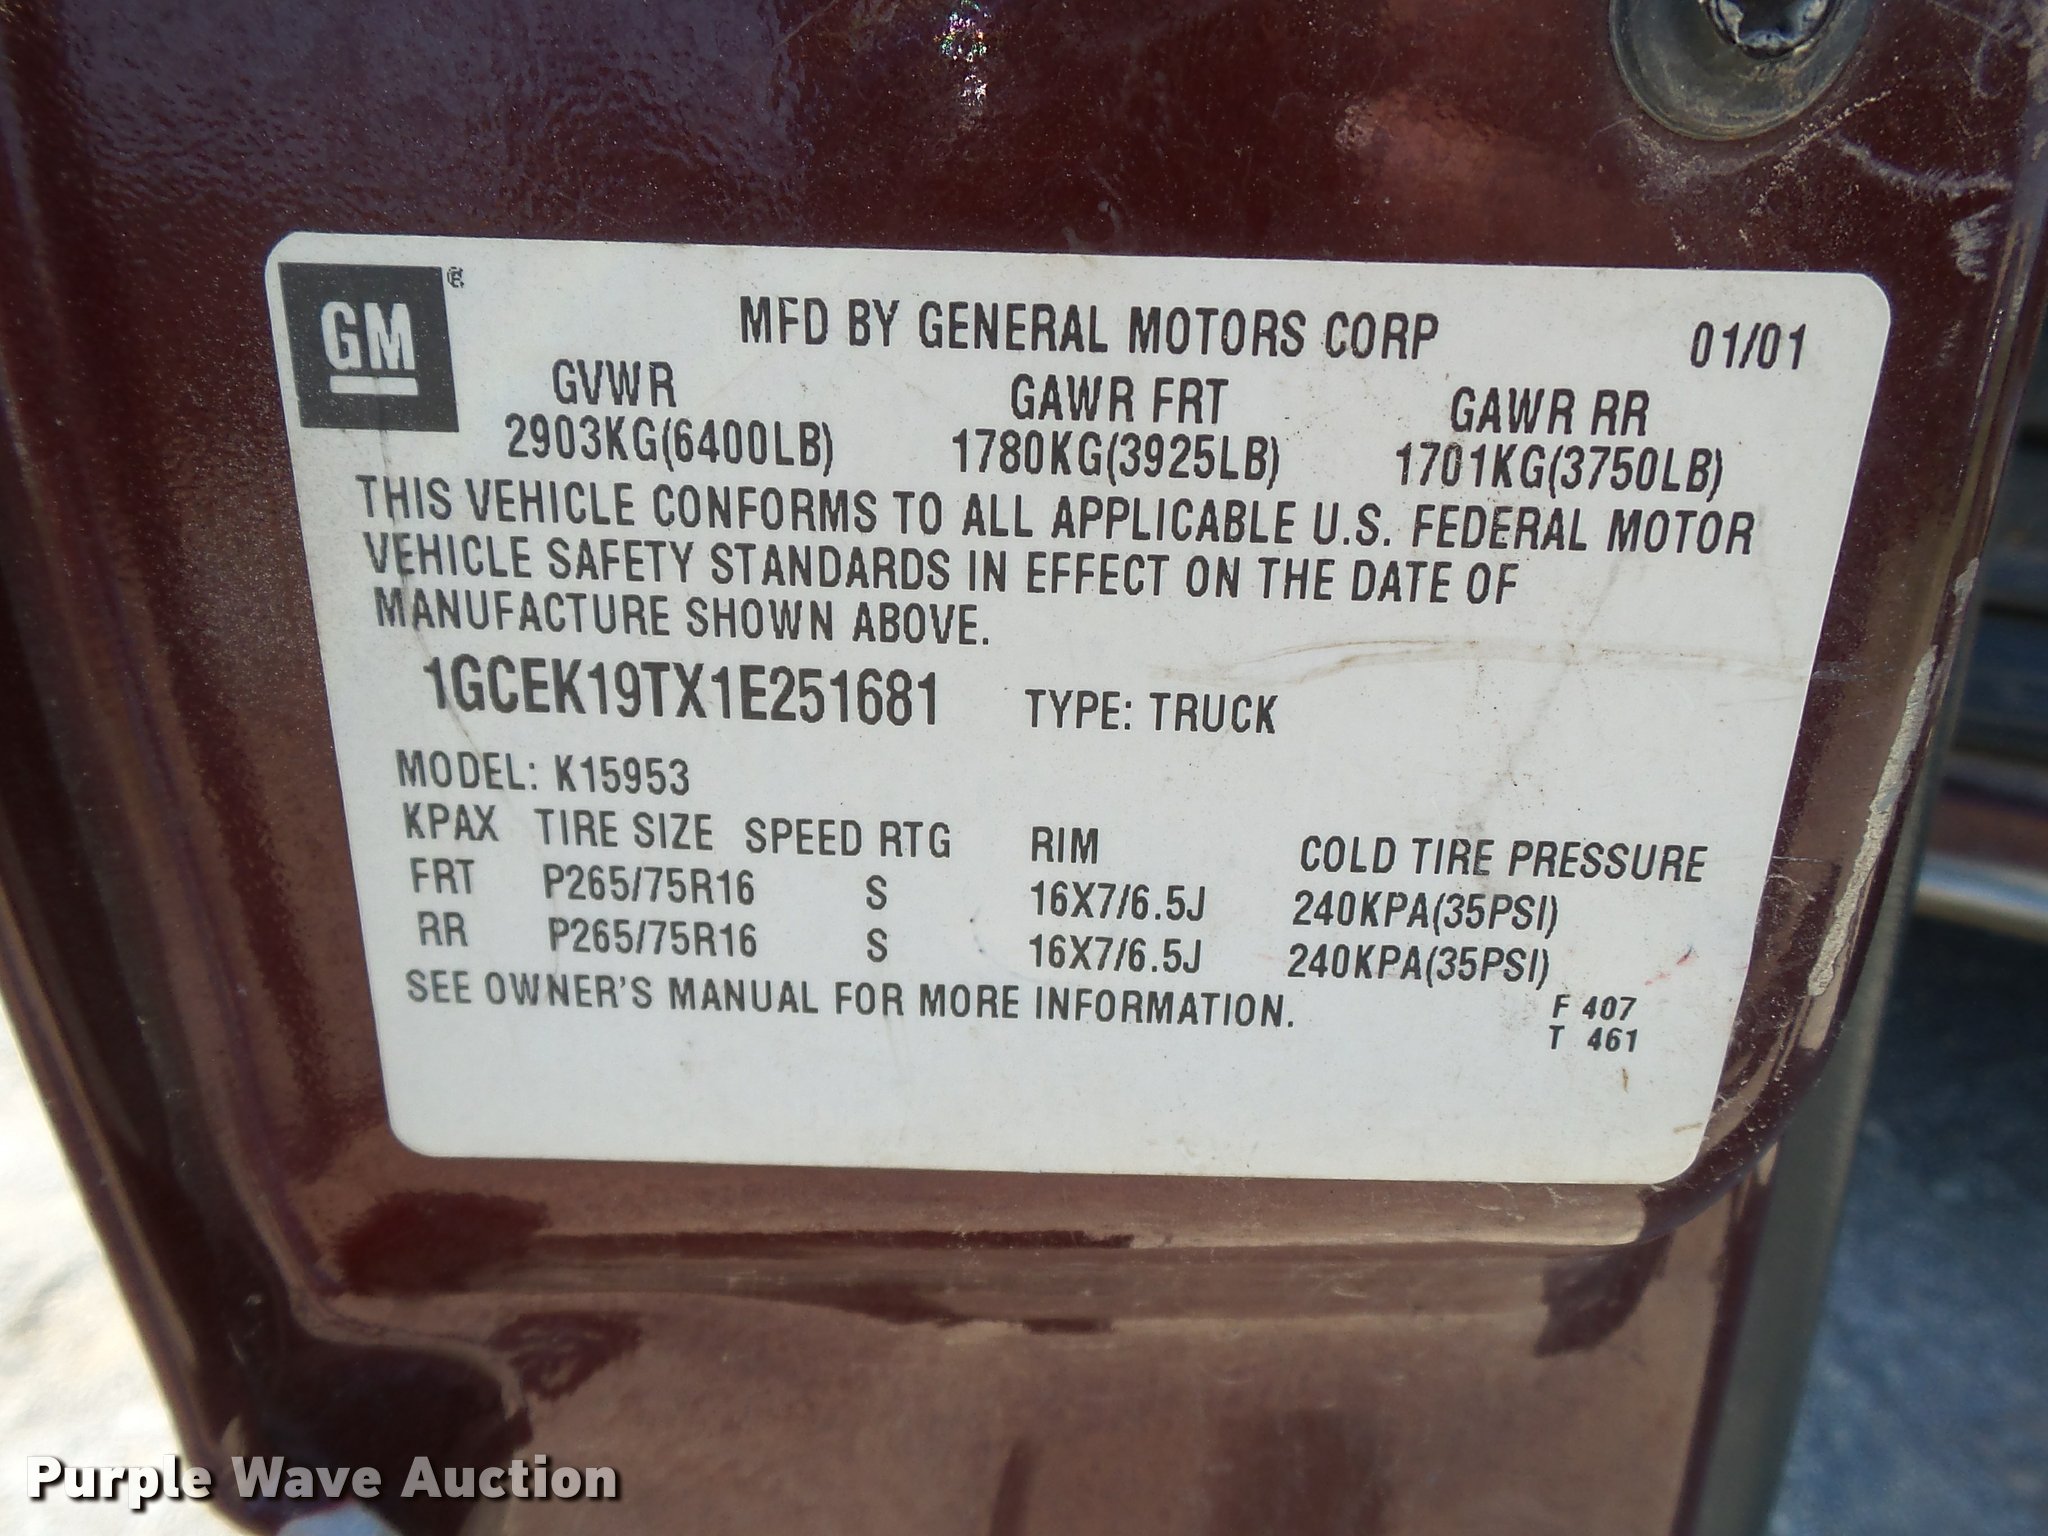 GM ®
MFD BY GENERAL MOTORS CORP 01/01
GVWR GAWR FRT GAWR RR
2903KG(6400LB) 1780KG(3925LB) 1701KG(3750LB)
THIS VEHICLE CONFORMS TO ALL APPLICABLE U.S. FEDERAL MOTOR
VEHICLE SAFETY STANDARDS IN EFFECT ON THE DATE OF
MANUFACTURE SHOWN ABOVE.
1GCEK19TX1E251681 TYPE: TRUCK
MODEL: K15953
KPAX TIRE SIZE SPEED RTG RIM COLD TIRE PRESSURE
FRT P265/75R16 S 16X7/6.5J 240KPA(35PSI)
RR P265/75R16 S 16X7/6.5J 240KPA(35PSI)
SEE OWNER'S MANUAL FOR MORE INFORMATION.
F 407
T 461
Purple Wave Auction